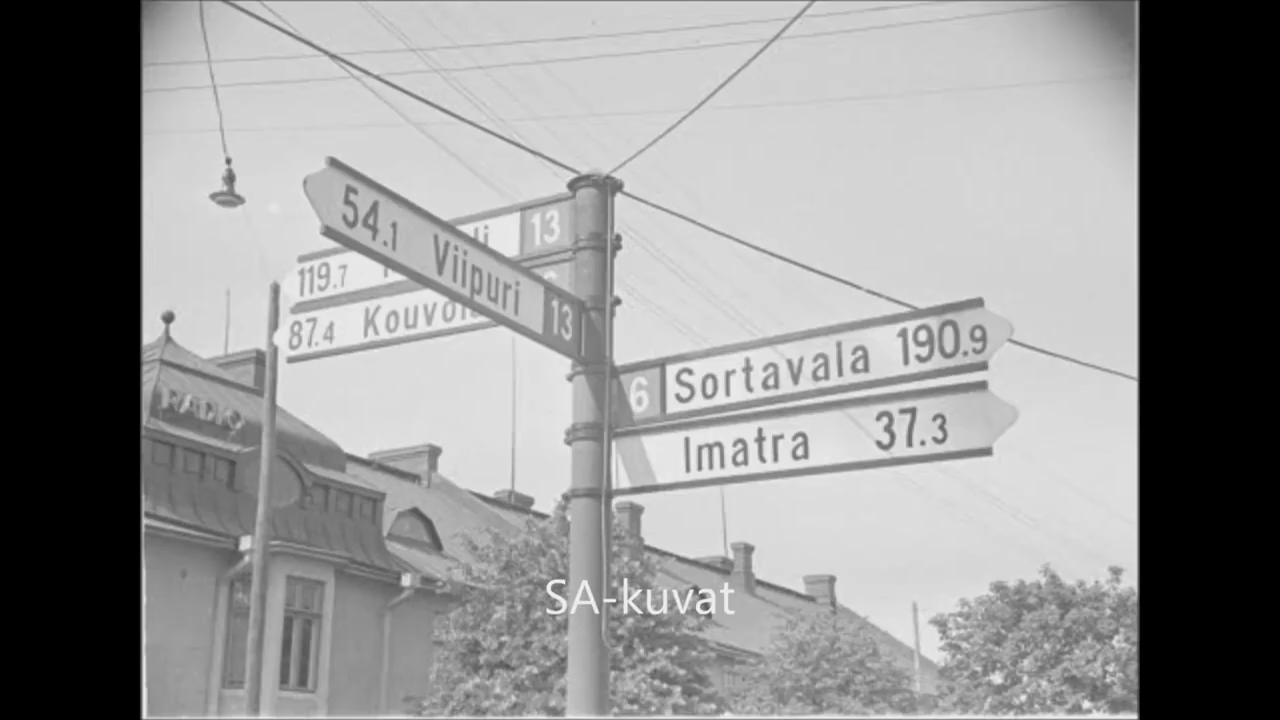 54.1 Viipuri 13
119.7 13
87.4 Kouvol
6 Sortavala 190.9
Imatra 37.3
RADIO
SA-kuvat